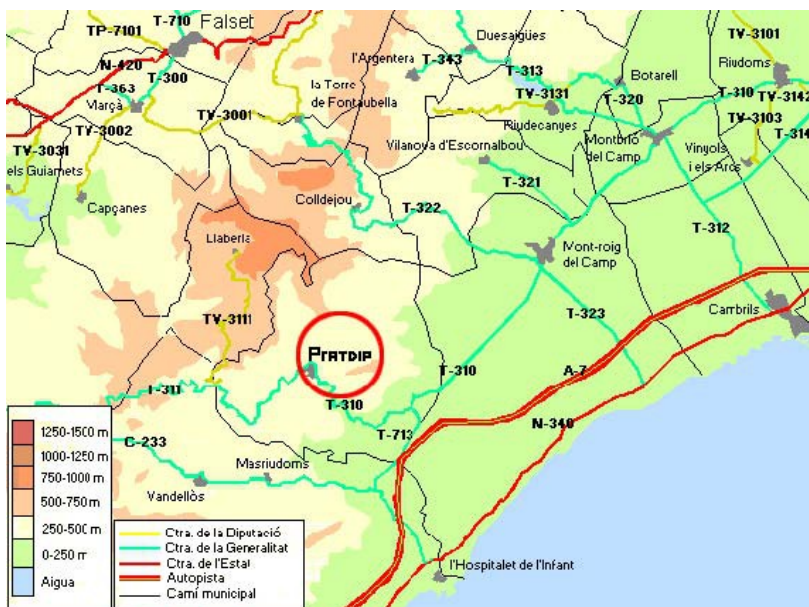 T-710
Falset
TP-7101
N-420
T-300
T-363
Marçà
TV-3002
TV-3001
TV-3031
els Guiamets
Capçanes
la Torre
de Fontaubella
l'Argentera
Duesaigües
T-343
T-313
TV-3131
Riudecanyes
Vilanova d'Escornalbou
T-321
Botarell
T-320
TV-3101
Riudoms
T-310
TV-3142
TV-3103
T-314
Montbrió
del Camp
Vinyols
i els Arcs
Colldejou
T-322
T-312
Llaberia
Mont-roig
del Camp
T-323
Cambrils
TV-3111
PRATDIP
T-310
A-7
T-311
T-310
N-340
T-713
C-233
Masriudoms
Vandellòs
l'Hospitalet de l'Infant
1250-1500 m
1000-1250 m
750-1000 m
500-750 m
250-500 m
0-250 m
Aigua
Ctra. de la Diputació
Ctra. de la Generalitat
Ctra. de l'Estat
Autopista
Camí municipal